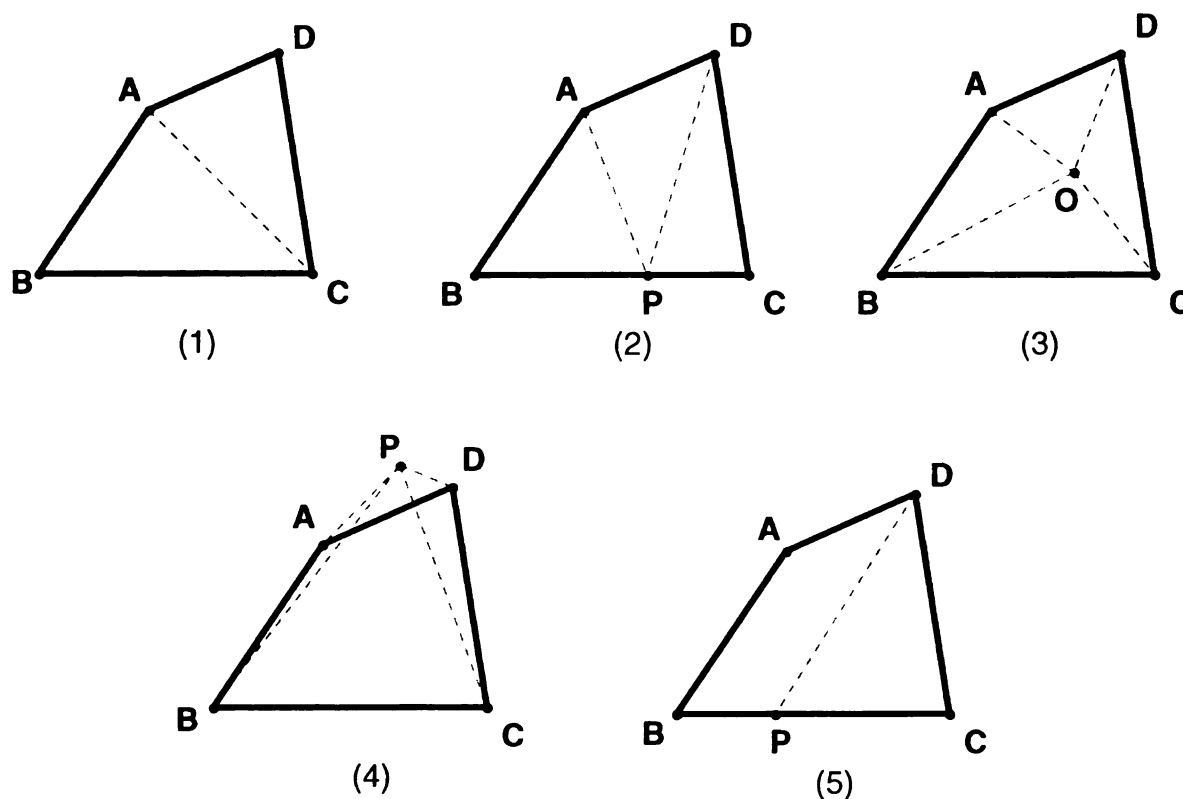 D D D
A A A
O
B C B P C B C
(1) (2) (3)
P D D
A A
B C B P C
(4) (5)